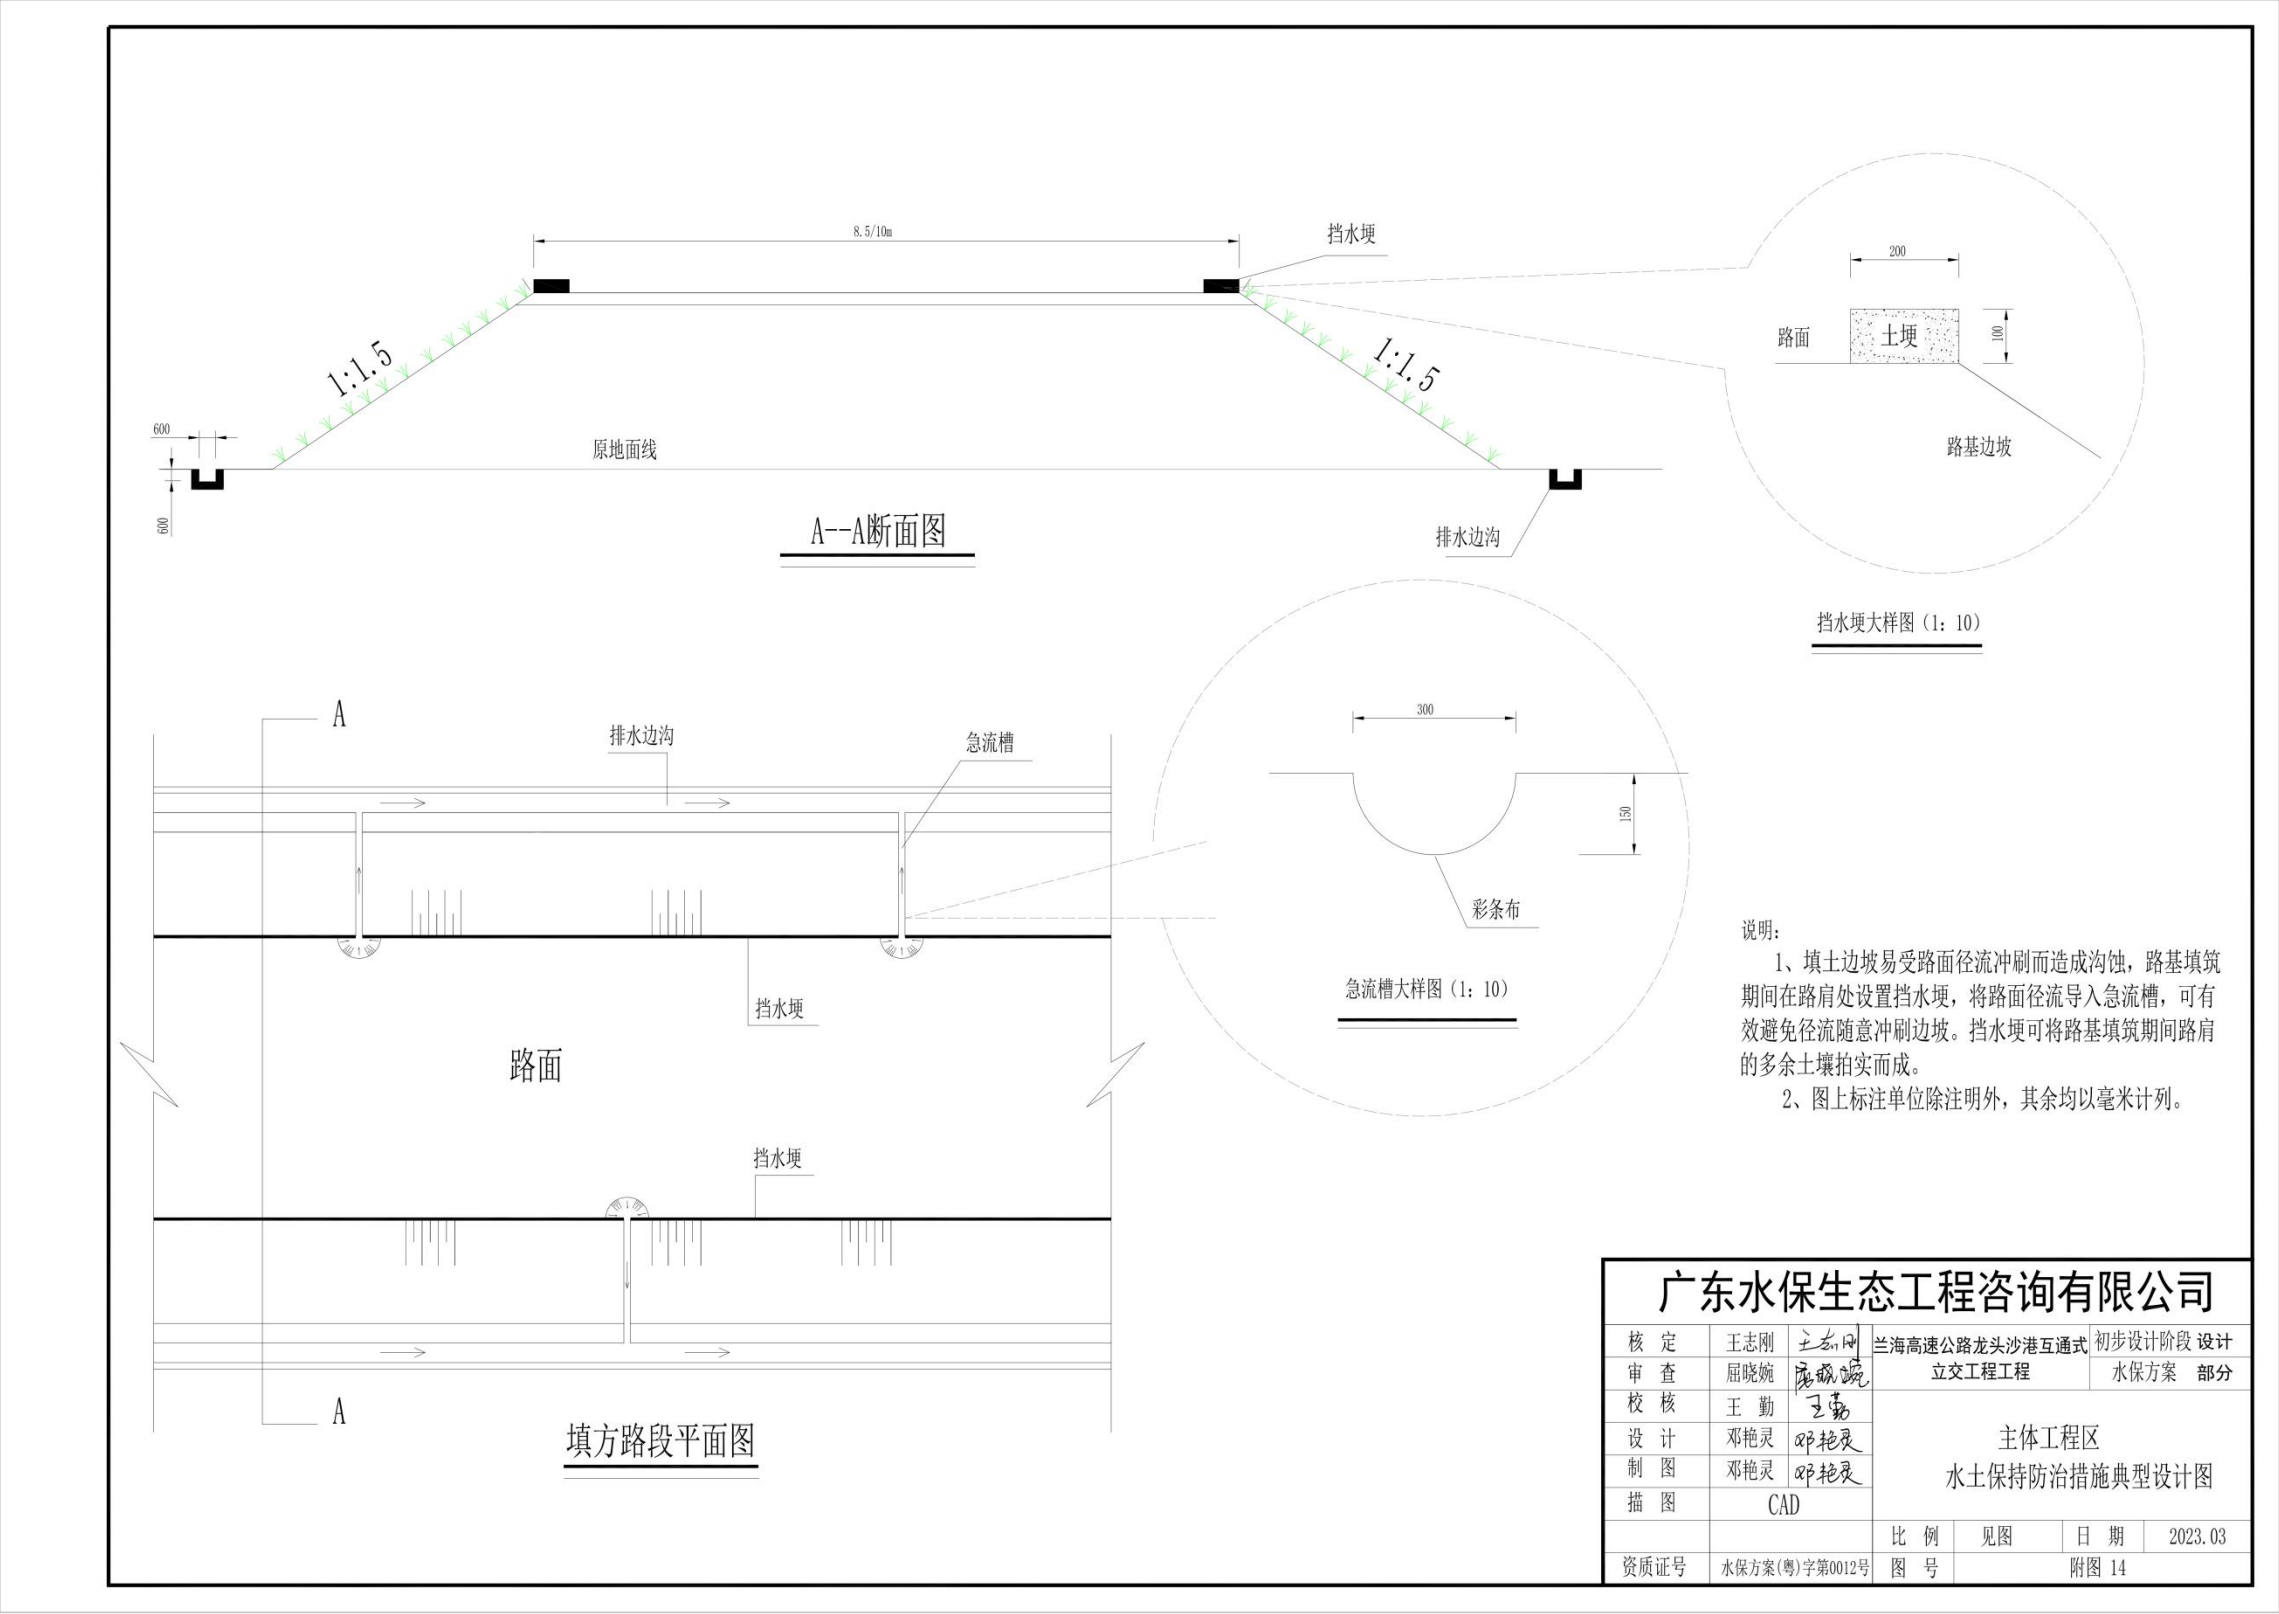 8.5/10m
挡水埂
1:1.5
1:1.5
600
600
原地面线
排水边沟
A--A断面图
200
100
路面
土埂
路基边坡
挡水埂大样图(1: 10)
A
排水边沟
急流槽
300
150
彩条布
急流槽大样图(1: 10)
挡水埂
路面
挡水埂
A
填方路段平面图
说明:
1、填土边坡易受路面径流冲刷而造成沟蚀，路基填筑
期间在路肩处设置挡水埂，将路面径流导入急流槽，可有
效避免径流随意冲刷边坡。挡水埂可将路基填筑期间路肩
的多余土壤拍实而成。
2、图上标注单位除注明外，其余均以毫米计列。
广东水保生态工程咨询有限公司
核 定 王志刚 王志刚 兰海高速公路龙头沙港互通式 初步设计阶段 设计
审 查 屈晓婉 屈晓婉 立交工程工程 水保方案 部分
校 核 王 勤 王勤
设 计 邓艳灵 邓艳灵 主体工程区
制 图 邓艳灵 邓艳灵 水土保持防治措施典型设计图
描 图 CAD
比 例 见图 日 期 2023.03
资质证号 水保方案(粤)字第0012号 图 号 附图 14